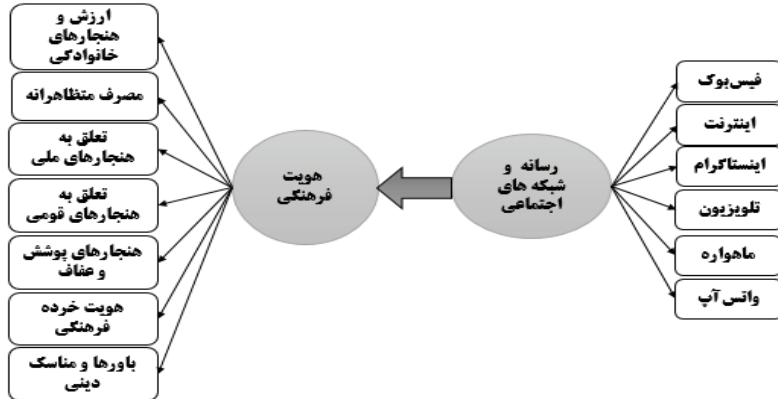 فیس‌بوک
اینترنت
اینستاگرام
تلویزیون
ماهواره
واتس آپ
رسانه و
شبکه های
اجتماعی
هویت
فرهنگی
ارزش و
هنجارهای
خانوادگی
مصرف متظاهرانه
تعلق به
هنجارهای ملی
تعلق به
هنجارهای قومی
هنجارهای پوشش
و عفاف
هویت خرده
فرهنگی
باورها و مناسک
دینی